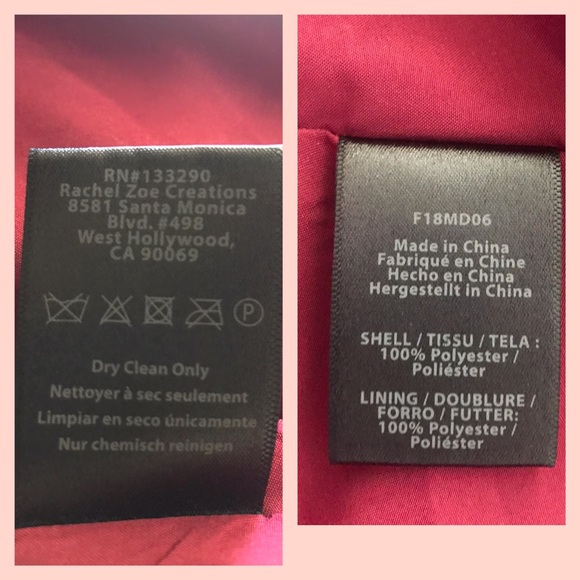 RN#133290
Rachel Zoe Creations
8581 Santa Monica
Blvd. #498
West Hollywood,
CA 90069
P
Dry Clean Only
Nettoyer à sec seulement
Limpiar en seco únicamente
Nur chemisch reinigen
F18MD06
Made in China
Fabriqué en Chine
Hecho en China
Hergestellt in China
SHELL / TISSU / TELA :
100% Polyester /
Poliéster
LINING / DOUBLURE /
FORRO / FUTTER:
100% Polyester /
Poliéster